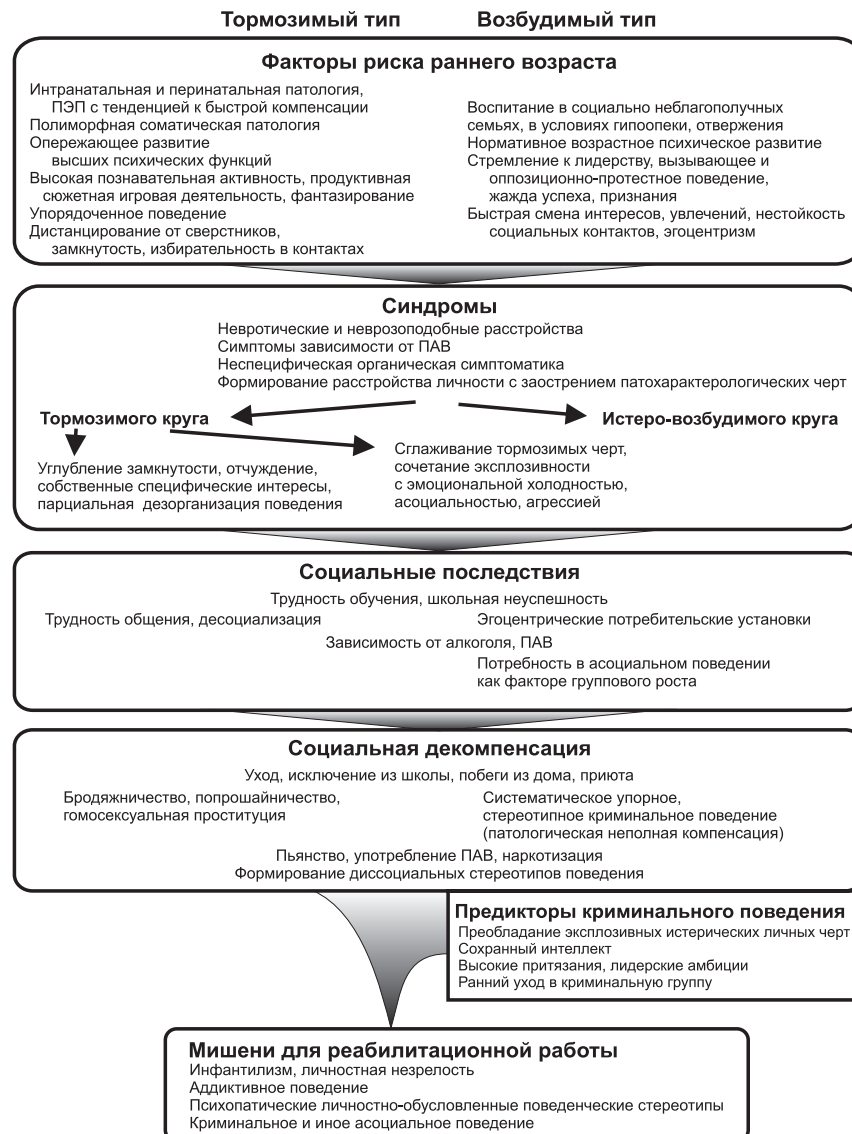 Тормозимый тип
Возбудимый тип
Факторы риска раннего возраста
Интранатальная и перинатальная патология,
ПЭП с тенденцией к быстрой компенсации
Полиморфная соматическая патология
Опережающее развитие
высших психических функций
Высокая познавательная активность, продуктивная
сюжетная игровая деятельность, фантазирование
Упорядоченное поведение
Дистанцирование от сверстников,
замкнутость, избирательность в контактах
Воспитание в социально неблагополучных
семьях, в условиях гипоопеки, отвержения
Нормативное возрастное психическое развитие
Стремление к лидерству, вызывающее и
оппозиционно-протестное поведение,
жажда успеха, признания
Быстрая смена интересов, увлечений, нестойкость
социальных контактов, эгоцентризм
Синдромы
Невротические и неврозоподобные расстройства
Симптомы зависимости от ПАВ
Неспецифическая органическая симптоматика
Формирование расстройства личности с заострением патохарактерологических черт
Тормозимого круга
Истеро-возбудимого круга
Углубление замкнутости, отчуждение,
собственные специфические интересы,
парциальная дезорганизация поведения
Сглаживание тормозимых черт,
сочетание эксплозивности
с эмоциональной холодностью,
асоциальностью, агрессией
Социальные последствия
Трудность обучения, школьная неуспешность
Трудность общения, десоциализация
Эгоцентрические потребительские установки
Зависимость от алкоголя, ПАВ
Потребность в асоциальном поведении
как факторе группового роста
Социальная декомпенсация
Уход, исключение из школы, побеги из дома, приюта
Бродяжничество, попрошайничество,
гомосексуальная проституция
Систематическое упорное,
стереотипное криминальное поведение
(патологическая неполная компенсация)
Пьянство, употребление ПАВ, наркотизация
Формирование диссоциальных стереотипов поведения
Предикторы криминального поведения
Преобладание эксплозивных истерических личных черт
Сохранный интеллект
Высокие притязания, лидерские амбиции
Ранний уход в криминальную группу
Мишени для реабилитационной работы
Инфантилизм, личностная незрелость
Аддиктивное поведение
Психопатические личностно-обусловленные поведенческие стереотипы
Криминальное и иное асоциальное поведение